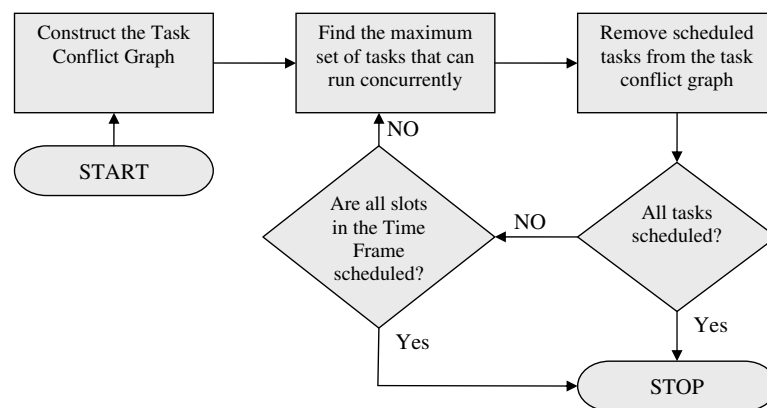 Construct the Task
Conflict Graph
Find the maximum
set of tasks that can
run concurrently
Remove scheduled
tasks from the task
conflict graph
START
NO
Are all slots
in the Time
Frame
scheduled?
NO
All tasks
scheduled?
Yes
Yes
STOP